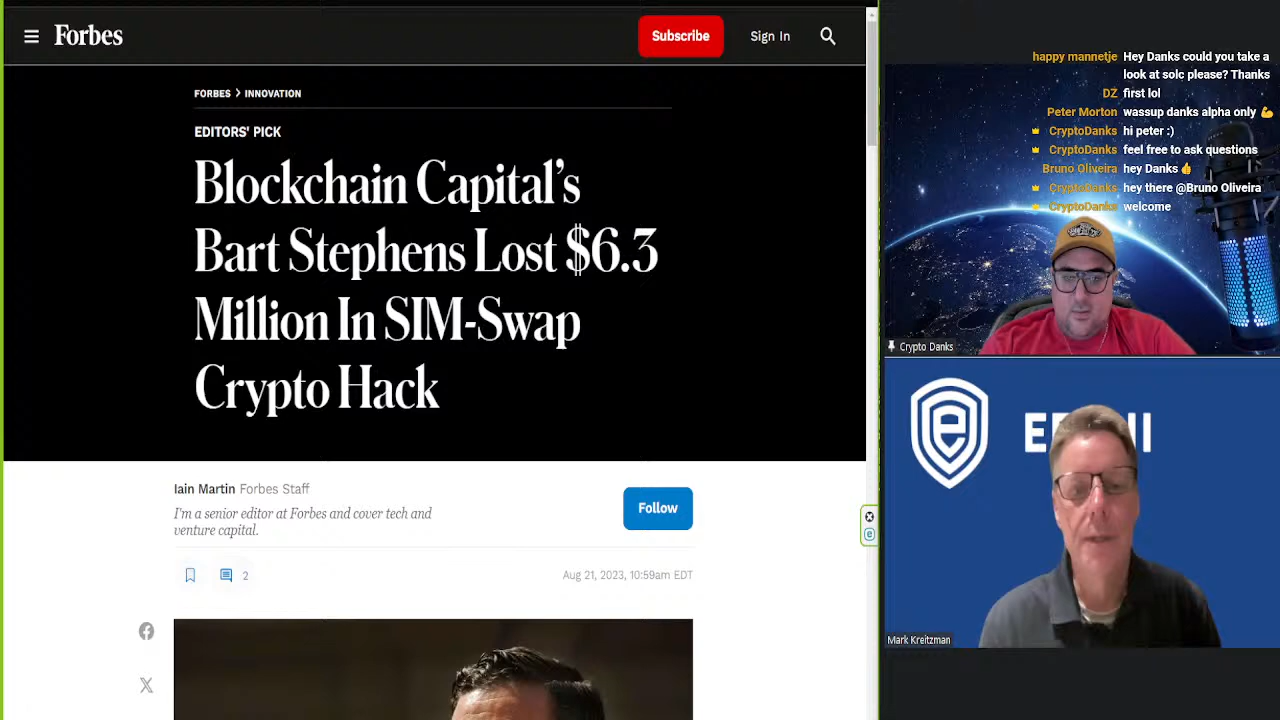 Forbes
Subscribe
Sign In
FORBES > INNOVATION
EDITORS' PICK
Blockchain Capital's
Bart Stephens Lost $6.3
Million In SIM-Swap
Crypto Hack
Iain Martin Forbes Staff
I'm a senior editor at Forbes and cover tech and
venture capital.
Follow
2
Aug 21, 2023, 10:59am EDT
happy mannetje Hey Danks could you take a
look at solc please? Thanks
DZ first lol
Peter Morton wassup danks alpha only 💪
CryptoDanks hi peter :)
CryptoDanks feel free to ask questions
Bruno Oliveira hey Danks 👍
CryptoDanks hey there @Bruno Oliveira
CryptoDanks welcome
Crypto Danks
Mark Kreitzman